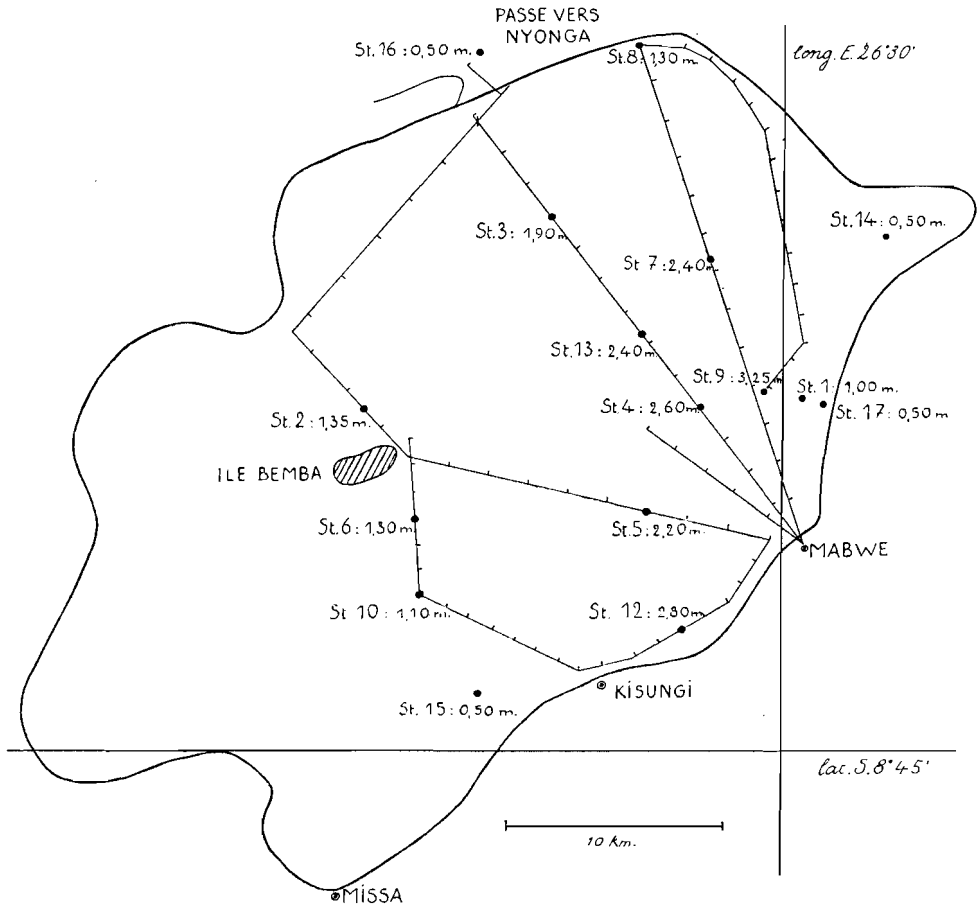 PASSE VERS
NYONGA
St. 16 : 0,50 m.
St. 8 : 1,30 m.
long. E. 26°30'
St. 14 : 0,50 m.
St. 3 : 1,90 m
St 7 : 2,40 m
St. 13 : 2,40 m.
St. 9 : 3,25 m
St. 1 : 1,00 m.
St. 4 : 2,60 m.
St. 17 : 0,50 m
St. 2 : 1,35 m.
ILE BEMBA
St. 6 : 1,30 m.
St. 5 : 2,20 m.
MABWE
St 10 : 1,10 m.
St. 12 : 2,80 m.
KISUNGI
St. 15 : 0,50 m.
lat. S. 8°45'
10 km.
MISSA